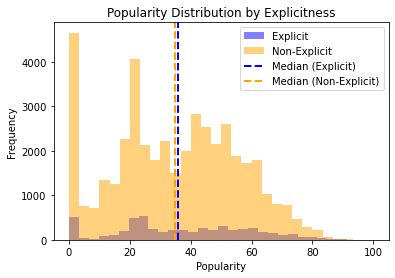 Popularity Distribution by Explicitness
Explicit
Non-Explicit
Median (Explicit)
Median (Non-Explicit)
Frequency
4000
3000
2000
1000
0
0
20
40
60
80
100
Popularity